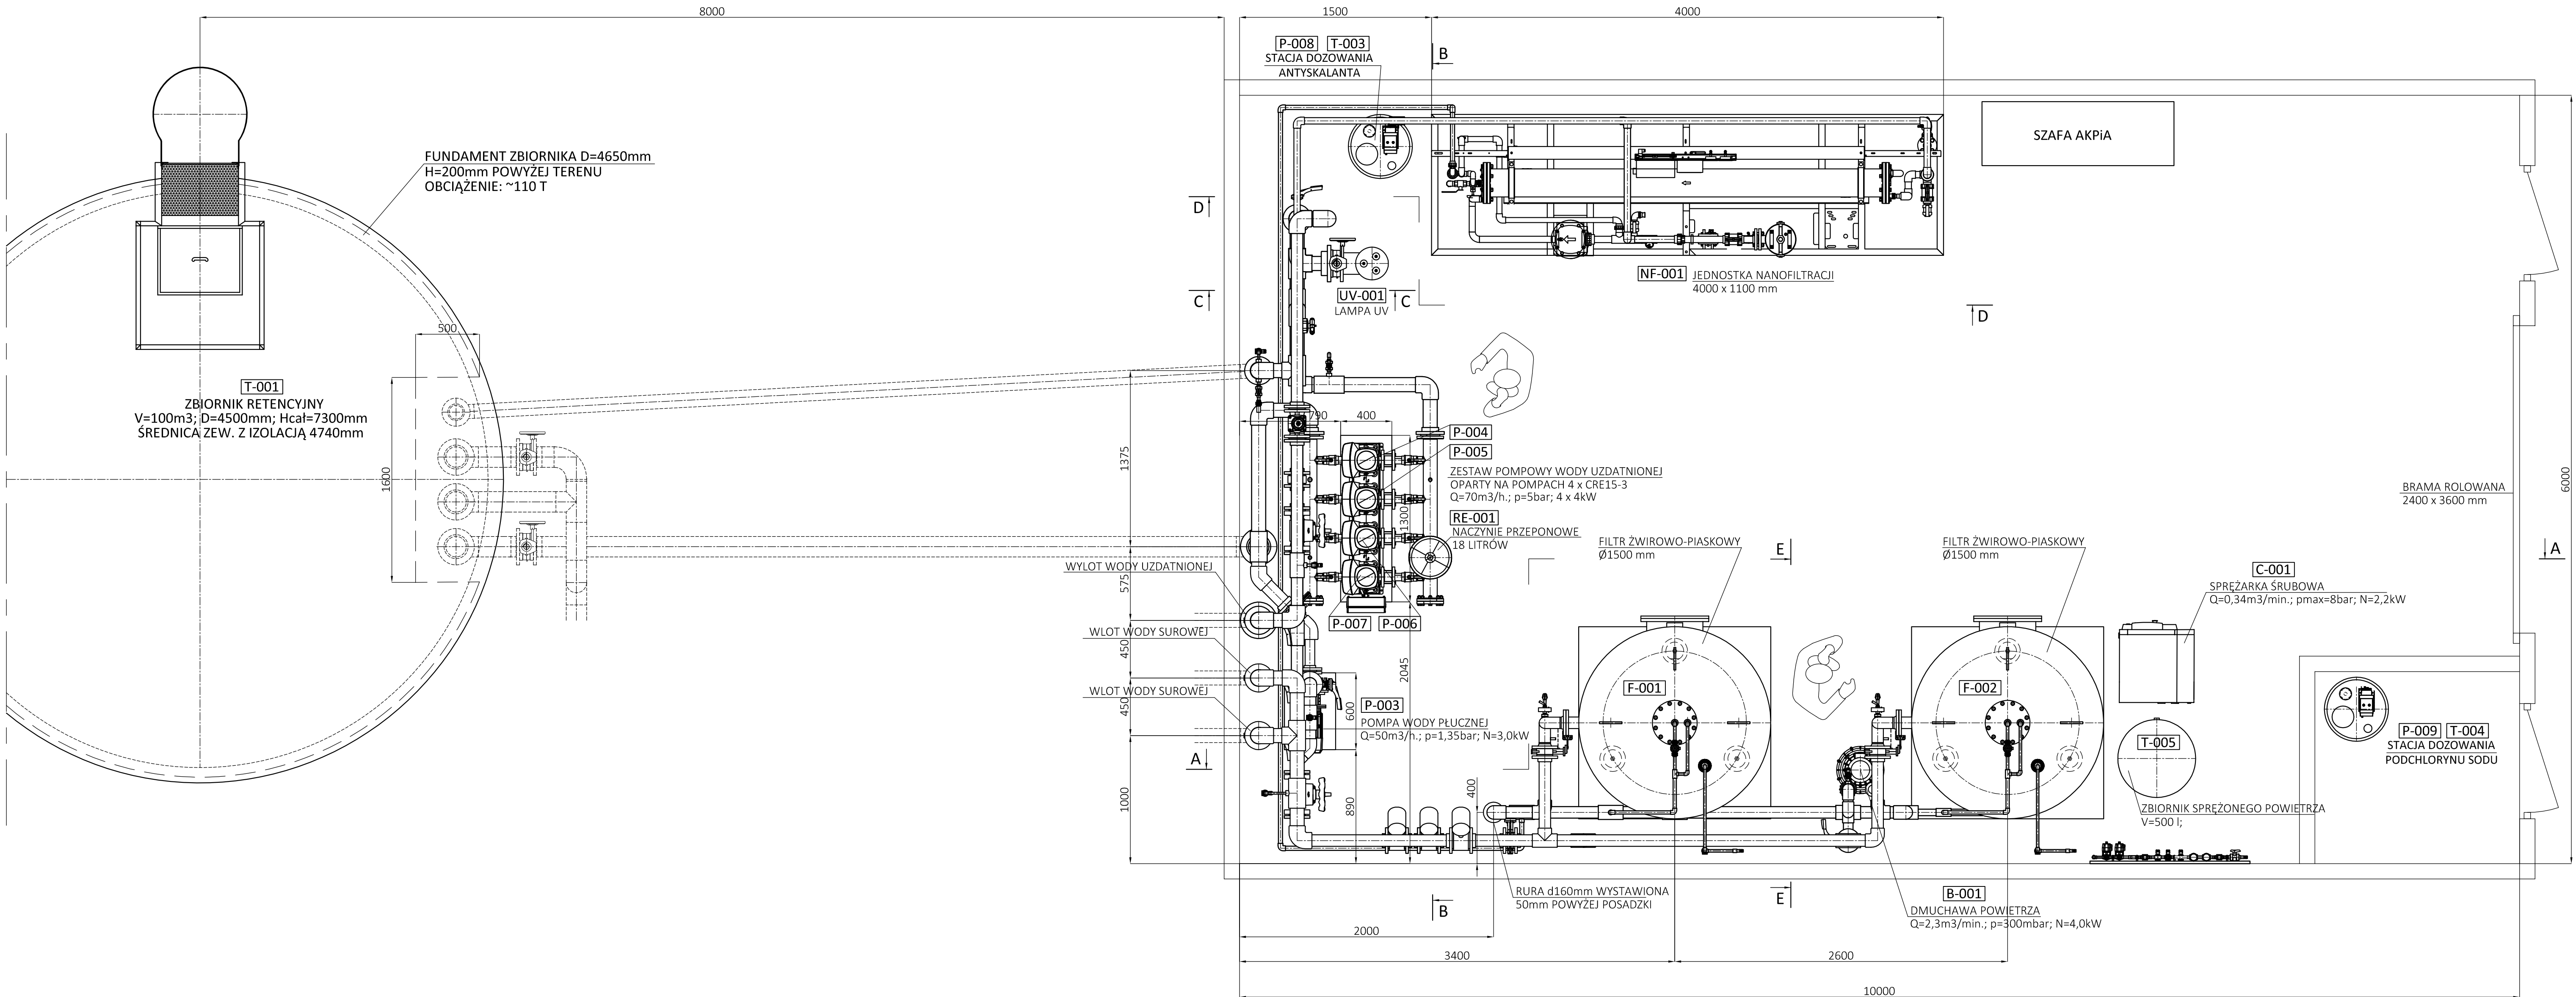 8000
1500
4000
P-008 T-003
STACJA DOZOWANIA
ANTYSKALANTA
B
SZAFA AKPiA
FUNDAMENT ZBIORNIKA D=4650mm
H=200mm POWYŻEJ TERENU
OBCIĄŻENIE: ~110 T
D
C
UV-001
LAMPA UV
C
NF-001 JEDNOSTKA NANOFILTRACJI
4000 x 1100 mm
D
500
T-001
ZBIORNIK RETENCYJNY
V=100m3; D=4500mm; Hcał=7300mm
ŚREDNICA ZEW. Z IZOLACJĄ 4740mm
1600
1375
790
400
P-004
P-005
ZESTAW POMPOWY WODY UZDATNIONEJ
OPARTY NA POMPACH 4 x CRE15-3
Q=70m3/h.; p=5bar; 4 x 4kW
1300
RE-001
NACZYNIE PRZEPONOWE
18 LITRÓW
6000
BRAMA ROLOWANA
2400 x 3600 mm
FILTR ŻWIROWO-PIASKOWY
Ø1500 mm
E
FILTR ŻWIROWO-PIASKOWY
Ø1500 mm
A
C-001
SPRĘŻARKA ŚRUBOWA
Q=0,34m3/min.; pmax=8bar; N=2,2kW
WYLOT WODY UZDATNIONEJ
575
P-007 P-006
WLOT WODY SUROWEJ
450
2045
WLOT WODY SUROWEJ
450
600
P-003
POMPA WODY PŁUCZNEJ
Q=50m3/h.; p=1,35bar; N=3,0kW
F-001
F-002
A
T-005
P-009 T-004
STACJA DOZOWANIA
PODCHLORYNU SODU
1000
890
400
ZBIORNIK SPRĘŻONEGO POWIETRZA
V=500 l;
RURA d160mm WYSTAWIONA
50mm POWYŻEJ POSADZKI
B
E
B-001
DMUCHAWA POWIETRZA
Q=2,3m3/min.; p=300mbar; N=4,0kW
2000
3400
2600
10000